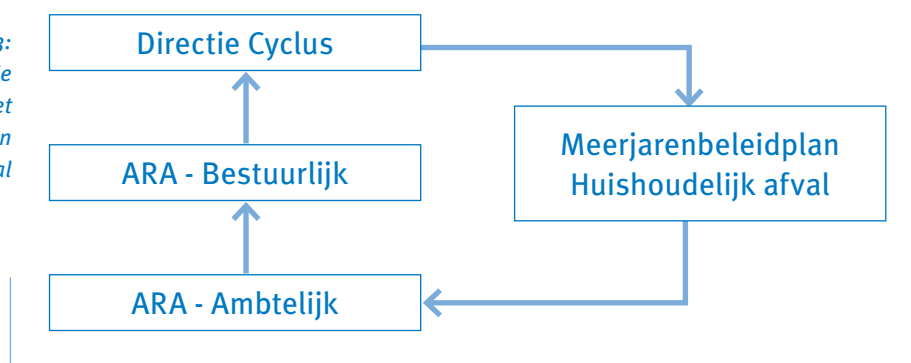 Directie Cyclus
Meerjarenbeleidplan
Huishoudelijk afval
ARA - Bestuurlijk
ARA - Ambtelijk